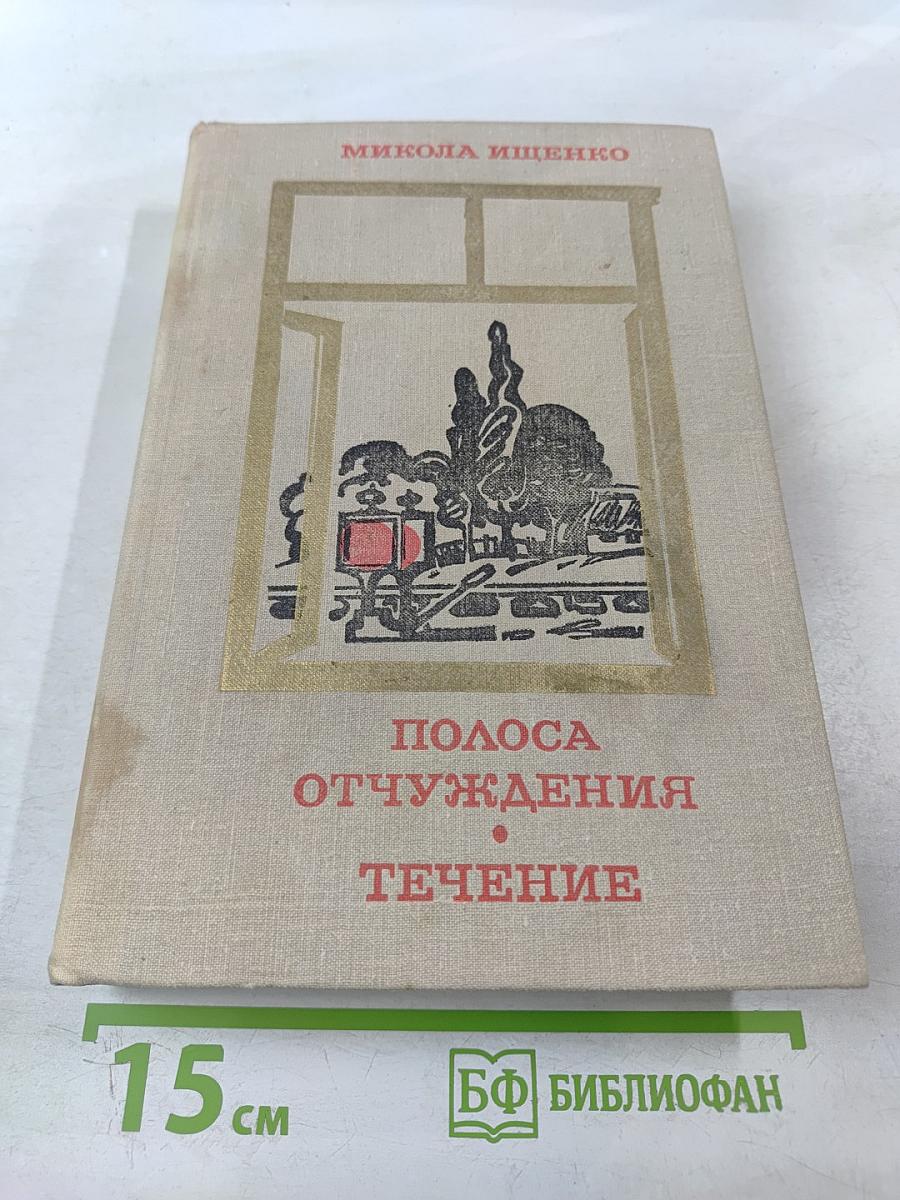 МИКОЛА ИЩЕНКО
ПОЛОСА
ОТЧУЖДЕНИЯ
•
ТЕЧЕНИЕ
15 см
БФ БИБЛИОФАН